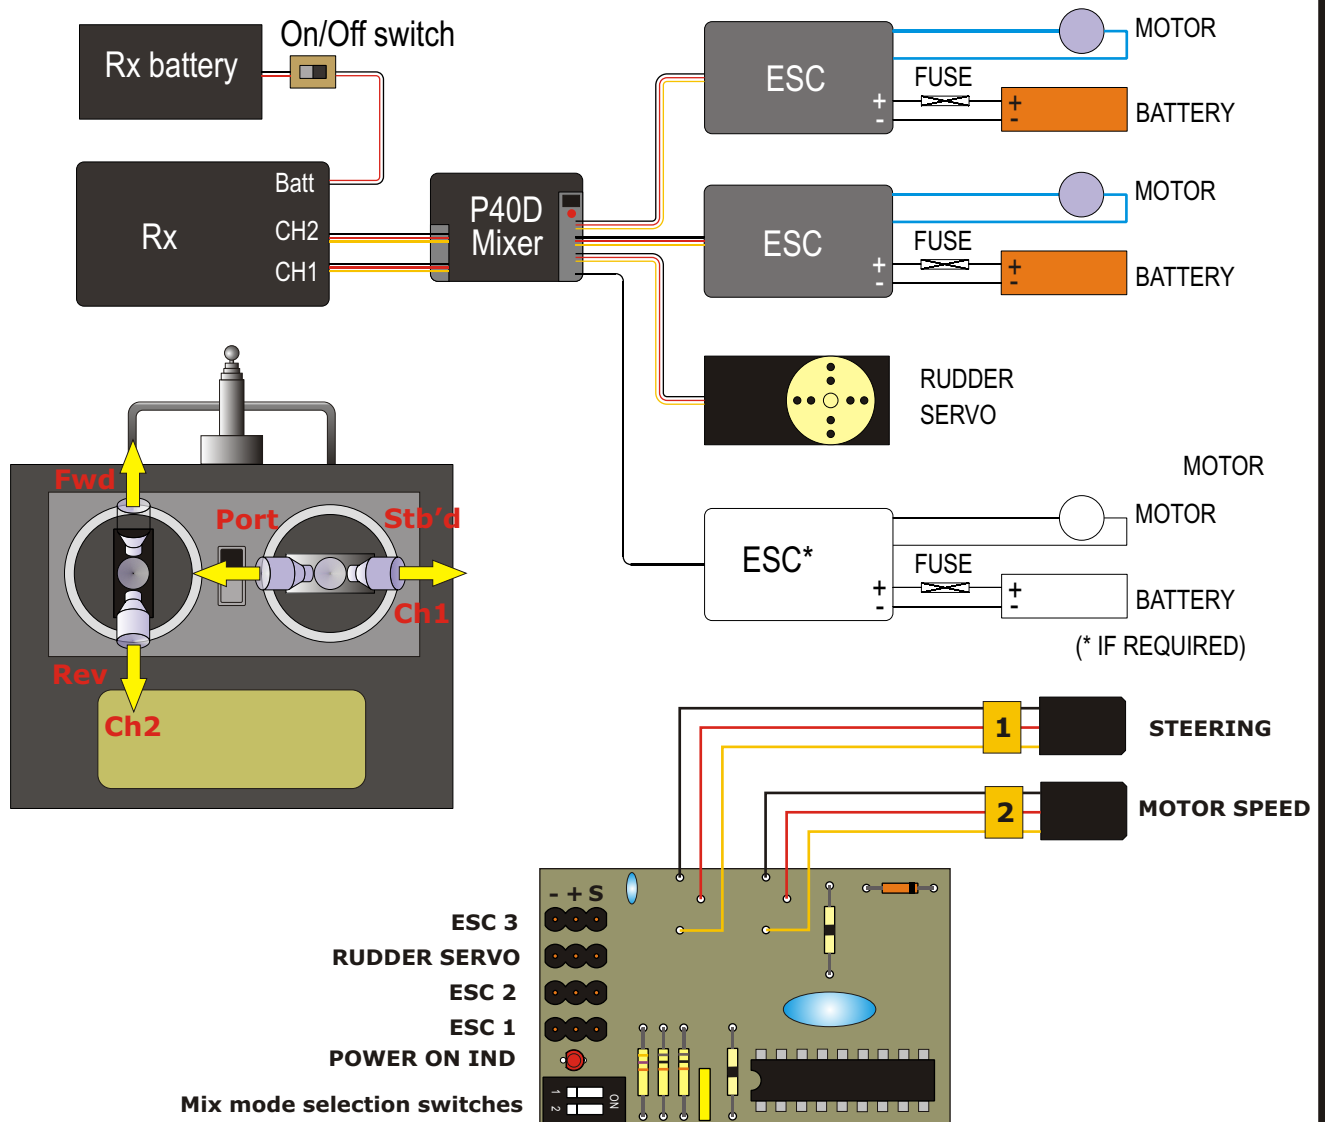 On/Off switch
Rx battery
ESC
+
-
FUSE
+
-
MOTOR
BATTERY
Rx
Batt
CH2
CH1
P40D
Mixer
ESC
+
-
FUSE
+
-
MOTOR
BATTERY
RUDDER
SERVO
MOTOR
ESC*
+
-
FUSE
+
-
MOTOR
BATTERY
(* IF REQUIRED)
Fwd
Port
Stb'd
Ch1
Rev
Ch2
1
STEERING
2
MOTOR SPEED
- + S
ESC 3
RUDDER SERVO
ESC 2
ESC 1
POWER ON IND
Mix mode selection switches
1
2
ON